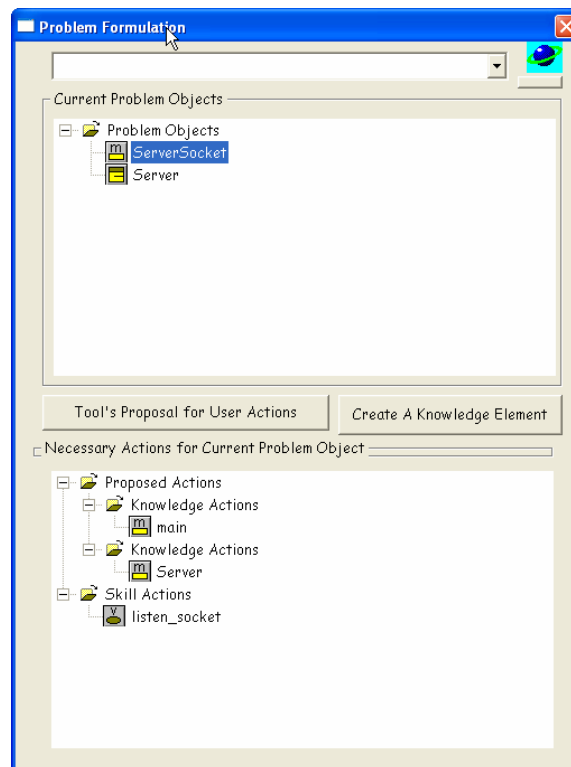 Problem Formulation
Current Problem Objects
Problem Objects
m ServerSocket
Server
Tool's Proposal for User Actions
Create A Knowledge Element
Necessary Actions for Current Problem Object
Proposed Actions
Knowledge Actions
m main
Knowledge Actions
m Server
Skill Actions
V listen_socket